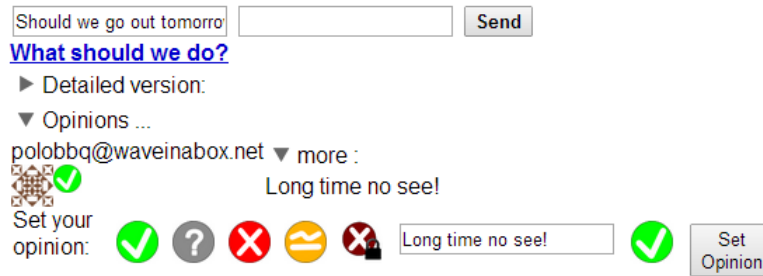 Should we go out tomorro Send
What should we do?
Detailed version:
Opinions ...
polobbq@waveinabox.net more :
Long time no see!
Set your
opinion: Long time no see! Set
Opinion